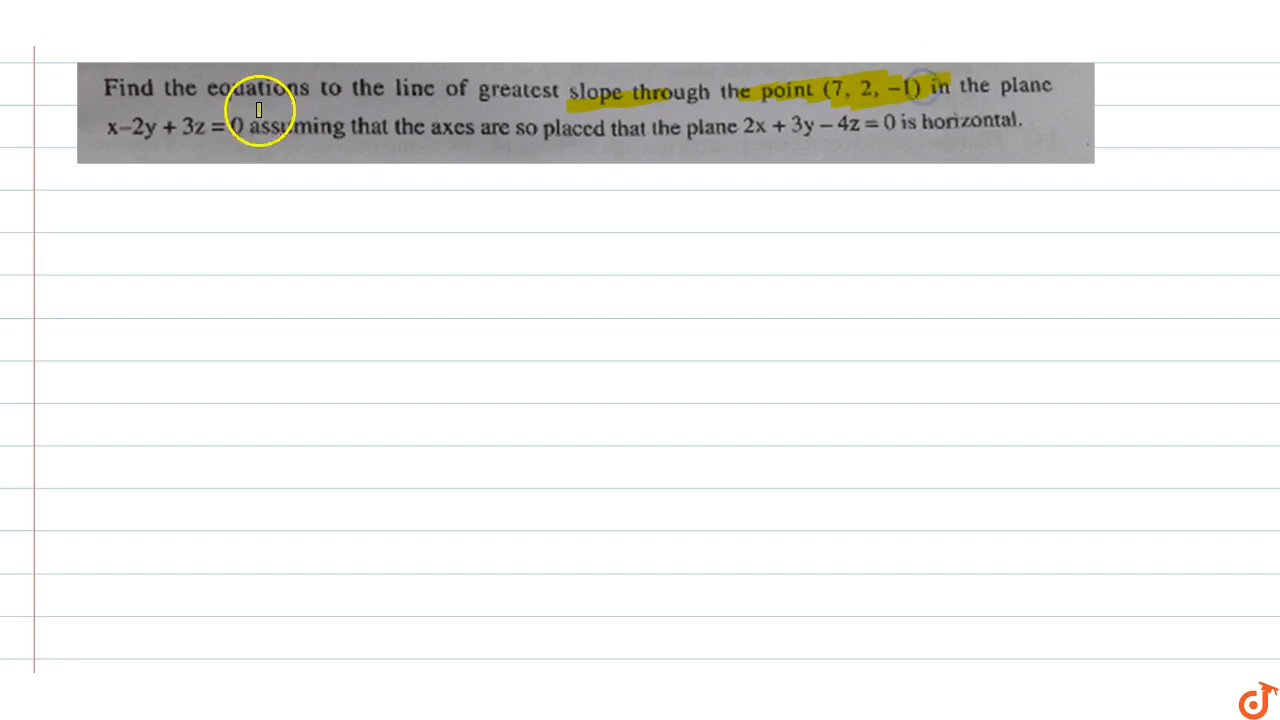 Find the equations to the line of greatest slope through the point (7, 2, −1) in the plane
x−2y + 3z = 0 assuming that the axes are so placed that the plane 2x + 3y − 4z = 0 is horizontal.